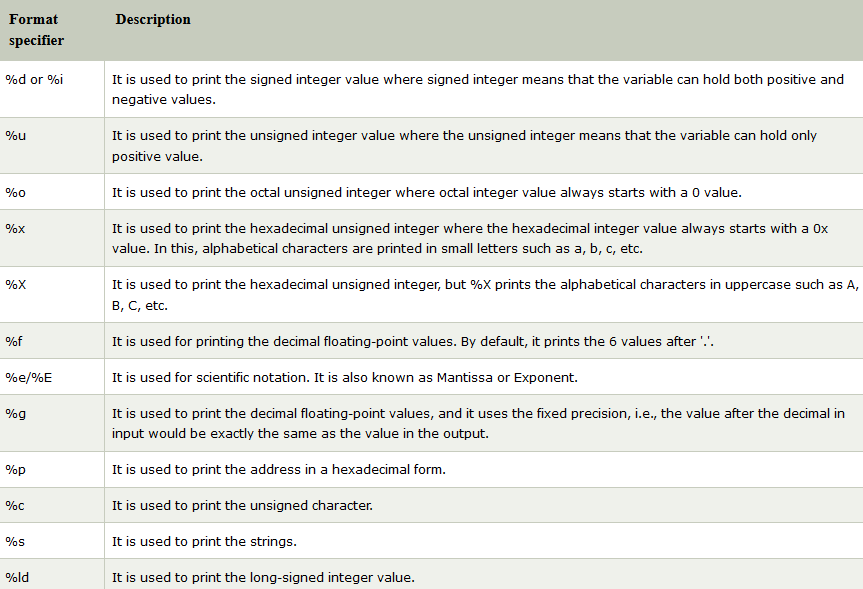 Format specifier Description
%d or %i It is used to print the signed integer value where signed integer means that the variable can hold both positive and
negative values.
%u It is used to print the unsigned integer value where the unsigned integer means that the variable can hold only
positive value.
%o It is used to print the octal unsigned integer where octal integer value always starts with a 0 value.
%x It is used to print the hexadecimal unsigned integer where the hexadecimal integer value always starts with a 0x
value. In this, alphabetical characters are printed in small letters such as a, b, c, etc.
%X It is used to print the hexadecimal unsigned integer, but %X prints the alphabetical characters in uppercase such as A,
B, C, etc.
%f It is used for printing the decimal floating-point values. By default, it prints the 6 values after '.'.
%e/%E It is used for scientific notation. It is also known as Mantissa or Exponent.
%g It is used to print the decimal floating-point values, and it uses the fixed precision, i.e., the value after the decimal in
input would be exactly the same as the value in the output.
%p It is used to print the address in a hexadecimal form.
%c It is used to print the unsigned character.
%s It is used to print the strings.
%ld It is used to print the long-signed integer value.